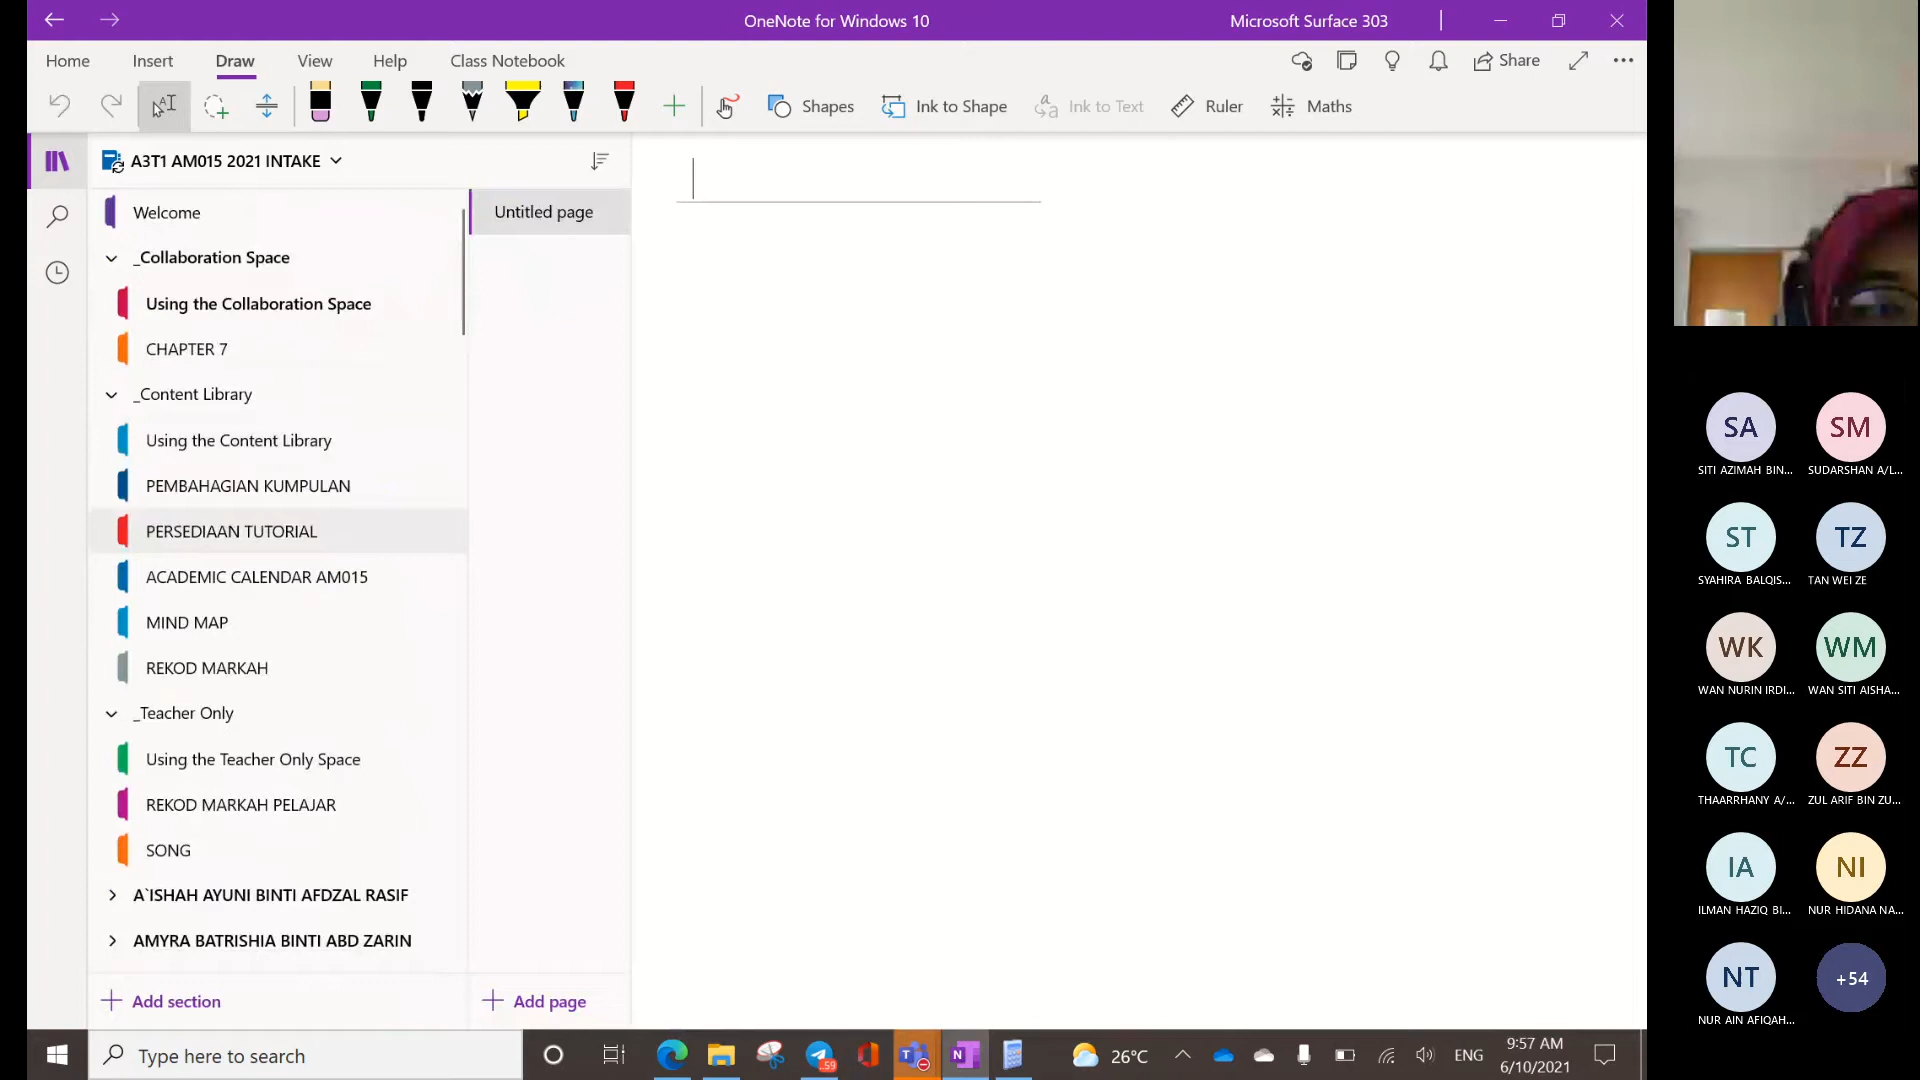 OneNote for Windows 10
Microsoft Surface 303
Home
Insert
Draw
View
Help
Class Notebook
Share
Shapes
Ink to Shape
Ink to Text
Ruler
Maths
A3T1 AM015 2021 INTAKE
Welcome
_Collaboration Space
Using the Collaboration Space
CHAPTER 7
_Content Library
Using the Content Library
PEMBAHAGIAN KUMPULAN
PERSEDIAAN TUTORIAL
ACADEMIC CALENDAR AM015
MIND MAP
REKOD MARKAH
_Teacher Only
Using the Teacher Only Space
REKOD MARKAH PELAJAR
SONG
A`ISHAH AYUNI BINTI AFDZAL RASIF
AMYRA BATRISHIA BINTI ABD ZARIN
Add section
Untitled page
Add page
SA
SITI AZIMAH BIN...
SM
SUDARSHAN A/L...
ST
SYAHIRA BALQIS...
TZ
TAN WEI ZE
WK
WAN NURIN IRDI...
WM
WAN SITI AISHA...
TC
THAARRHANY A/...
ZZ
ZUL ARIF BIN ZU...
IA
ILMAN HAZIQ BI...
NI
NUR HIDANA NA...
NT
NUR AIN AFIQAH...
+54
Type here to search
59
26°C
ENG
9:57 AM
6/10/2021